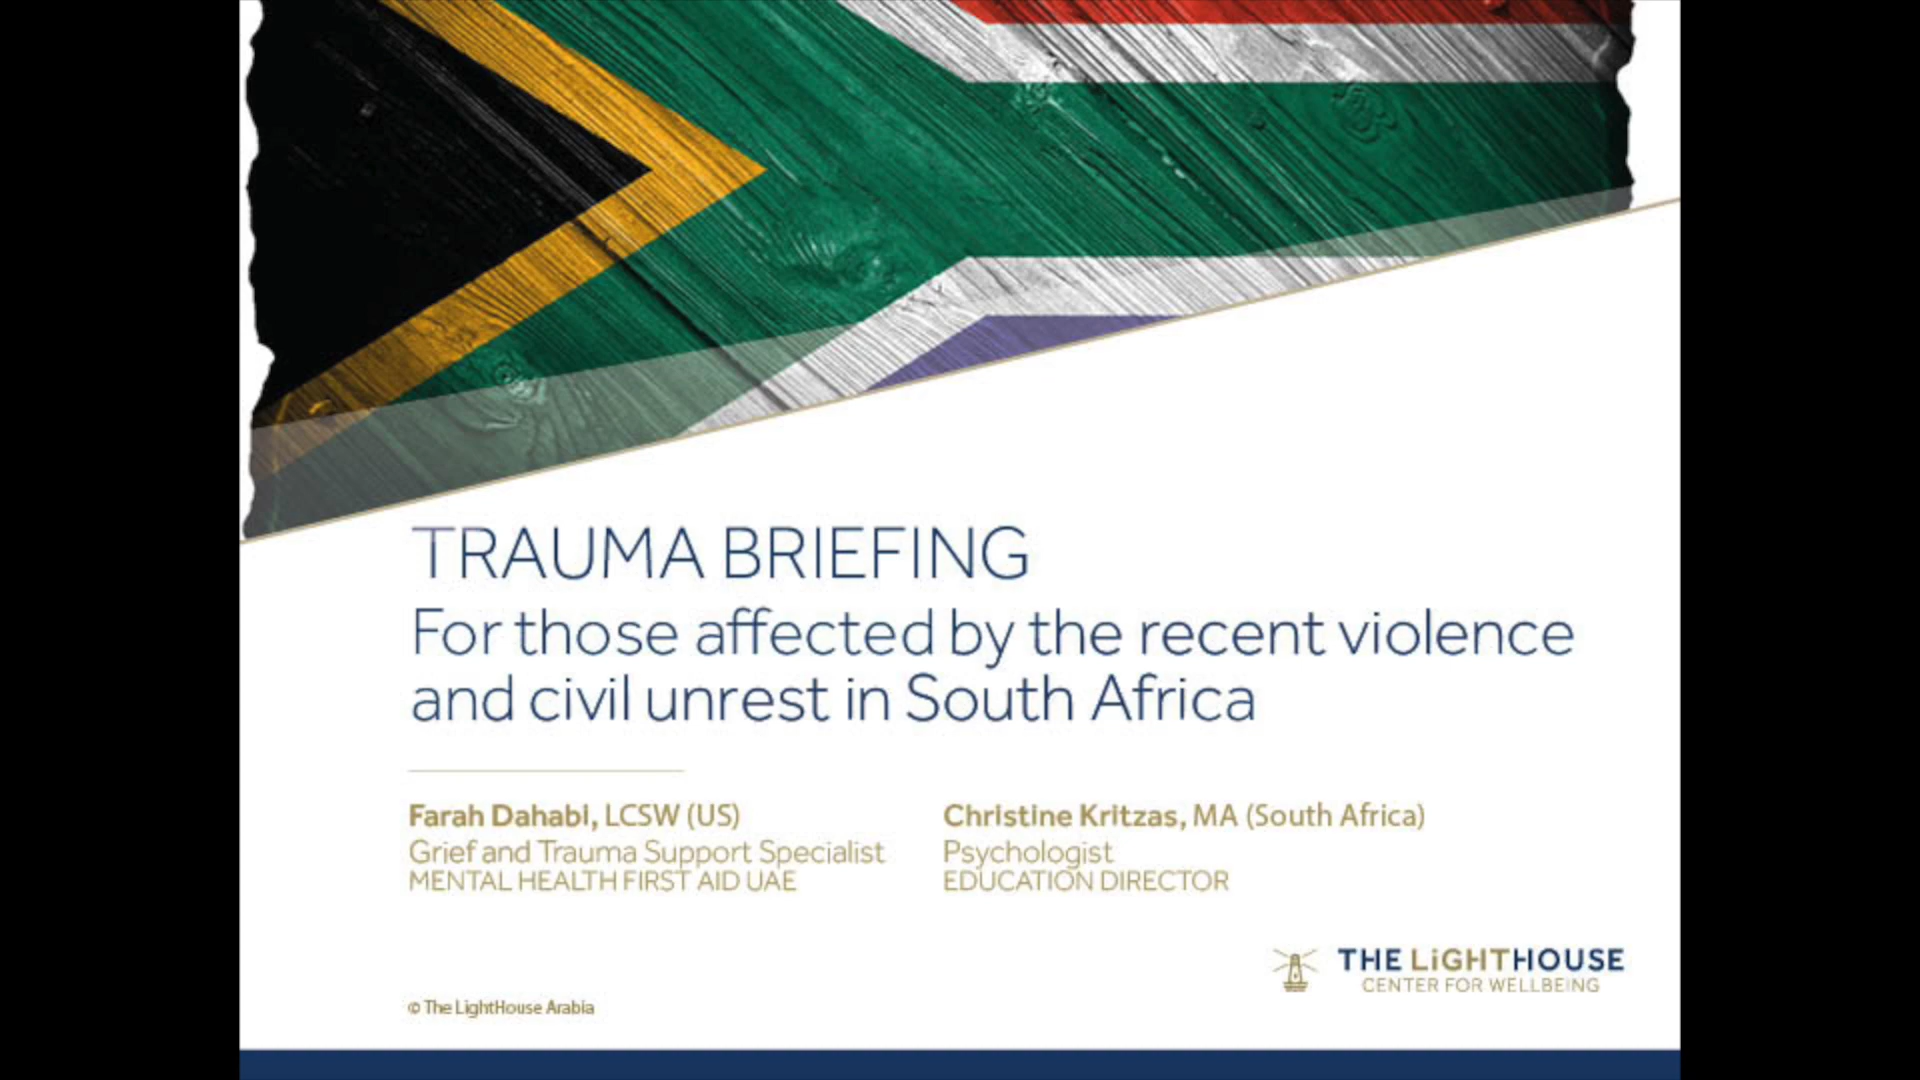 TRAUMA BRIEFING
For those affected by the recent violence
and civil unrest in South Africa
Farah Dahabi, LCSW (US)
Grief and Trauma Support Specialist
MENTAL HEALTH FIRST AID UAE
Christine Kritzas, MA (South Africa)
Psychologist
EDUCATION DIRECTOR
THE LiGHTHOUSE
CENTER FOR WELLBEING
© The LightHouse Arabia